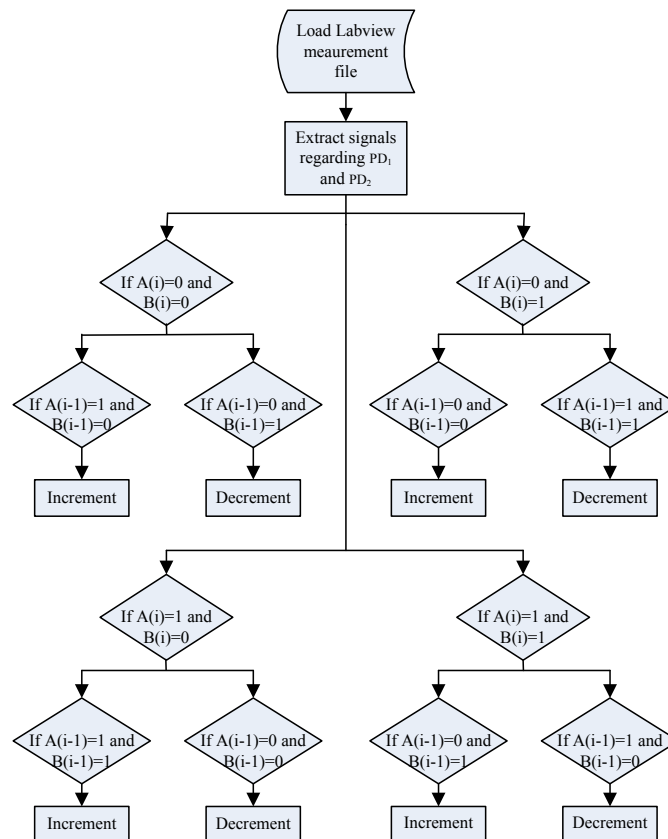 Load Labview
meaurement
file
Extract signals
regarding PD₁
and PD₂
If A(i)=0 and
B(i)=0
If A(i)=0 and
B(i)=1
If A(i-1)=1 and
B(i-1)=0
If A(i-1)=0 and
B(i-1)=1
If A(i-1)=0 and
B(i-1)=0
If A(i-1)=1 and
B(i-1)=1
Increment
Decrement
Increment
Decrement
If A(i)=1 and
B(i)=0
If A(i)=1 and
B(i)=1
If A(i-1)=1 and
B(i-1)=1
If A(i-1)=0 and
B(i-1)=0
If A(i-1)=0 and
B(i-1)=1
If A(i-1)=1 and
B(i-1)=0
Increment
Decrement
Increment
Decrement